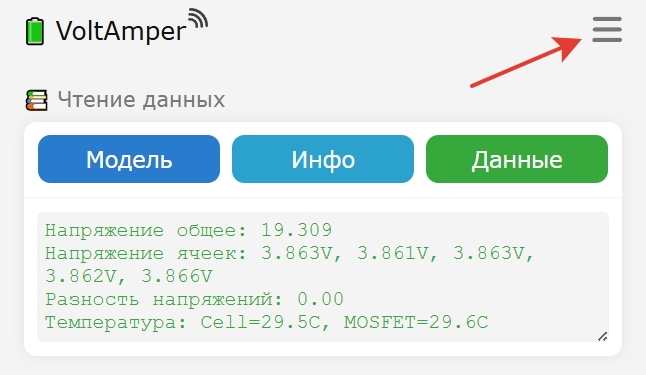 VoltAmper
Чтение данных
Модель
Инфо
Данные
Напряжение общее: 19.309
Напряжение ячеек: 3.863V, 3.861V, 3.863V,
3.862V, 3.866V
Разность напряжений: 0.00
Температура: Cell=29.5C, MOSFET=29.6C